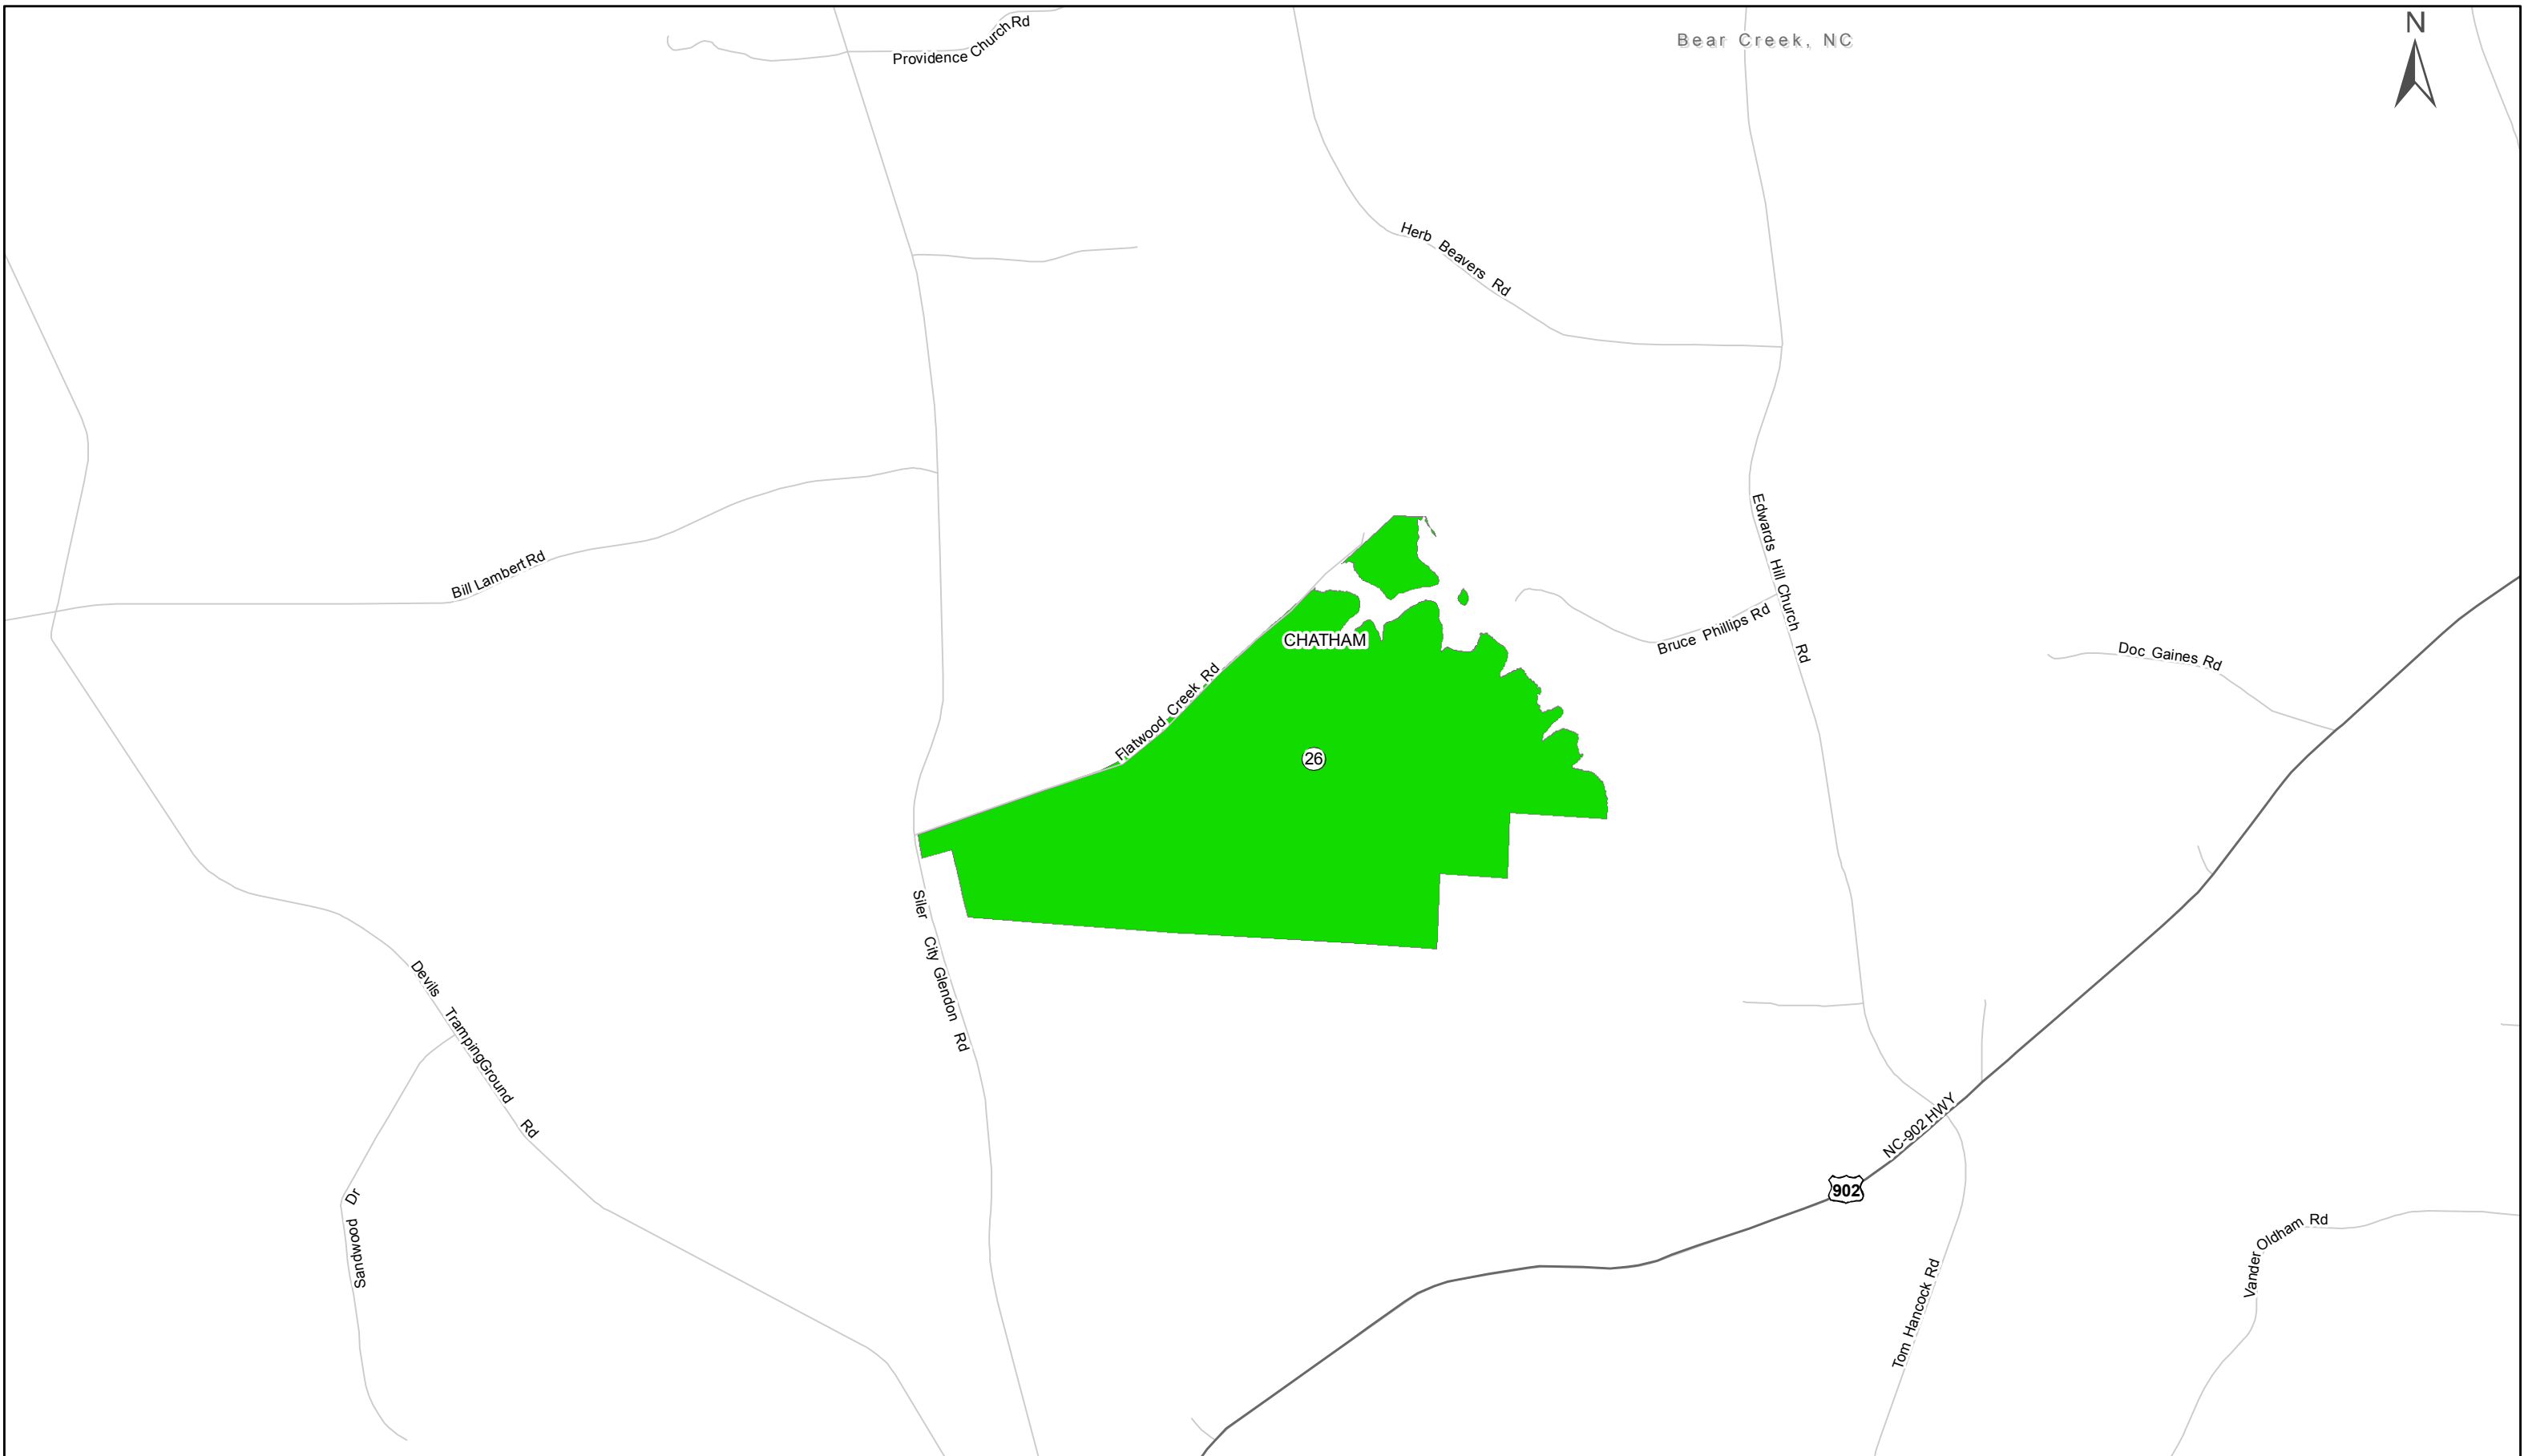 Providence Church Rd
Bear Creek, NC
N
Herb Beavers Rd
Bill Lambert Rd
Edwards Hill Church Rd
Bruce Phillips Rd
CHATHAM
Doc Gaines Rd
Flatwood Creek Rd
26
Siler City Glendon Rd
Devils Tramping Ground Rd
NC-902 HWY
902
Sandwood Dr
Vander Oldham Rd
Tom Hancock Rd